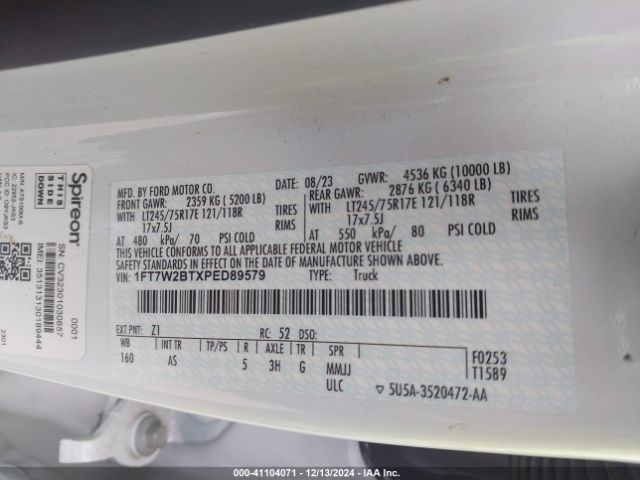 MFD. BY FORD MOTOR CO.
08/23 GVWR: 4536 KG (10000 LB)
FRONT GAWR: 2359 KG ( 5200 LB)
REAR GAWR: 2876 KG ( 6340 LB)
WITH LT245/75R17E 121/118R TIRES
17x7.5J RIMS
AT 480 kPa/ 70 PSI COLD
WITH LT245/75R17E 121/118R TIRES
17x7.5J RIMS
AT 550 kPa/ 80 PSI COLD
THIS VEHICLE CONFORMS TO ALL APPLICABLE FEDERAL MOTOR VEHICLE
SAFETY STANDARDS IN EFFECT ON THE DATE OF MANUFACTURE SHOWN ABOVE.
VIN: 1FT7W2BTXPED89579 TYPE: Truck
EXT PNT: Z1 RC: 52 DSO:
WB INT TR TP/PS R AXLE TR SPR
160 AS 5 3H G MMJJ
ULC
F0253
T1589
5U5A-3520472-AA
Spireon
THIS
SIDE
DOWN
M/N: ATS100M-S
SN CV32301030657
IMEI 351313130189444
0001
2301
000-41104071 - 12/13/2024 - IAA Inc.